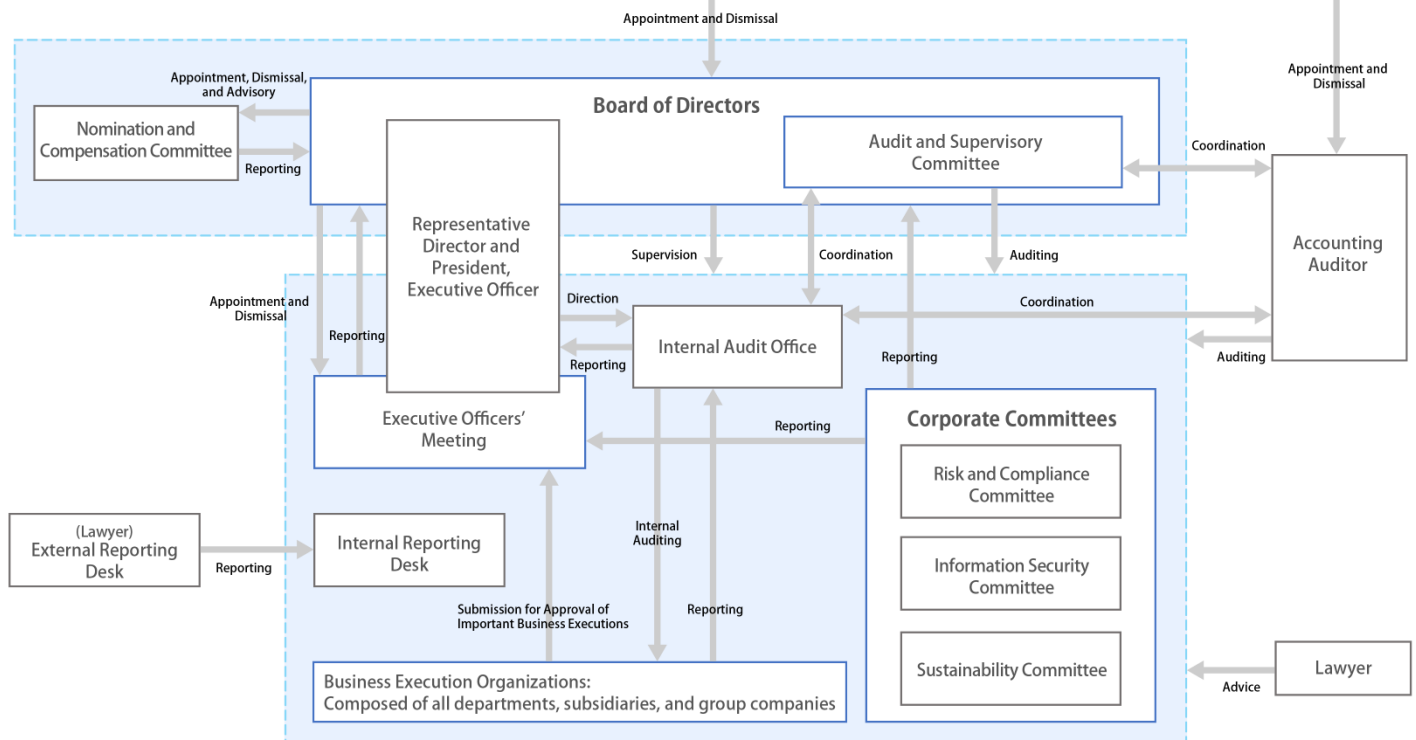 Appointment and Dismissal
Appointment and
Dismissal
Appointment, Dismissal,
and Advisory
Board of Directors
Nomination and
Compensation Committee
Reporting
Audit and Supervisory
Committee
Coordination
Representative
Director and
President,
Executive Officer
Accounting
Auditor
Supervision
Coordination
Auditing
Appointment and
Dismissal
Reporting
Direction
Reporting
Internal Audit Office
Coordination
Auditing
Reporting
Executive Officers’
Meeting
Reporting
Corporate Committees
Risk and Compliance
Committee
Information Security
Committee
Sustainability Committee
(Lawyer)
External Reporting
Desk
Reporting
Internal Reporting
Desk
Internal
Auditing
Submission for Approval of
Important Business Executions
Reporting
Business Execution Organizations:
Composed of all departments, subsidiaries, and group companies
Lawyer
Advice